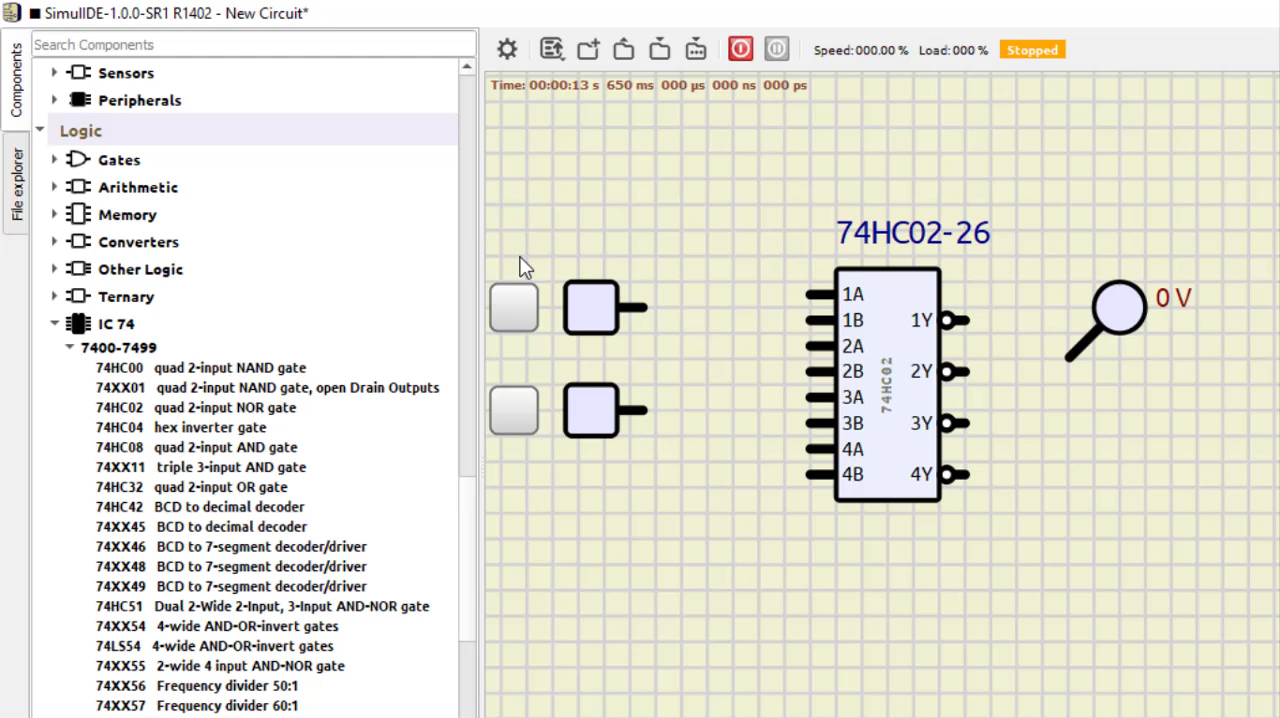 SimulIDE-1.0.0-SR1 R1402 - New Circuit*
Components
File explorer
Search Components
Sensors
Peripherals
Logic
Gates
Arithmetic
Memory
Converters
Other Logic
Ternary
IC 74
7400-7499
74HC00 quad 2-input NAND gate
74XX01 quad 2-input NAND gate, open Drain Outputs
74HC02 quad 2-input NOR gate
74HC04 hex inverter gate
74HC08 quad 2-input AND gate
74XX11 triple 3-input AND gate
74HC32 quad 2-input OR gate
74HC42 BCD to decimal decoder
74XX45 BCD to decimal decoder
74XX46 BCD to 7-segment decoder/driver
74XX48 BCD to 7-segment decoder/driver
74XX49 BCD to 7-segment decoder/driver
74HC51 Dual 2-Wide 2-Input, 3-Input AND-NOR gate
74XX54 4-wide AND-OR-invert gates
74LS54 4-wide AND-OR-invert gates
74XX55 2-wide 4 input AND-NOR gate
74XX56 Frequency divider 50:1
74XX57 Frequency divider 60:1
Speed:000.00 % Load:000 % Stopped
Time: 00:00:13 s 650 ms 000 µs 000 ns 000 ps
74HC02-26
1A
1B 1Y
2A
2B 2Y
3A
3B 3Y
4A
4B 4Y
74HC02
0 V